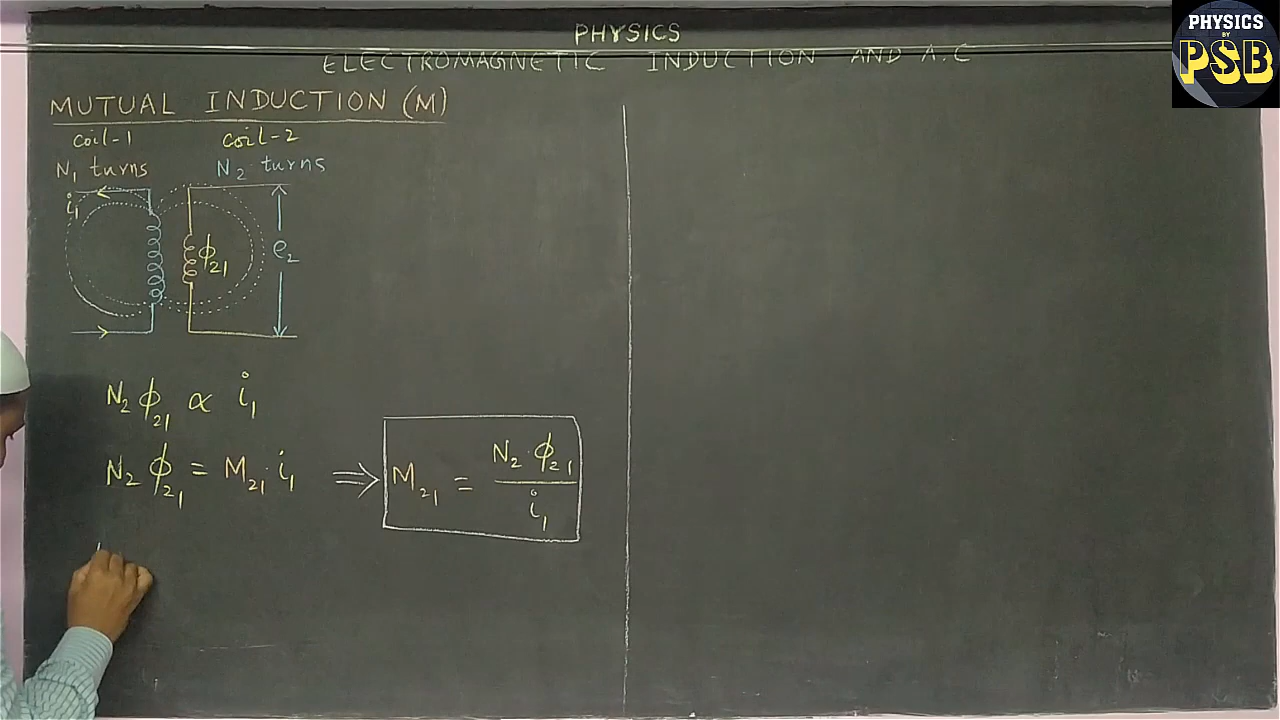 PHYSICS
ELECTROMAGNETIC INDUCTION AND A.C
PHYSICS
BY
PSB
MUTUAL INDUCTION (M)
coil-1 coil-2
N₁ turns N₂ turns
i₁
ϕ₂₁ e₂
N₂ ϕ₂₁ ∝ i₁
N₂ ϕ₂₁ = M₂₁ i₁ ⇒ M₂₁ = N₂ ϕ₂₁ / i₁